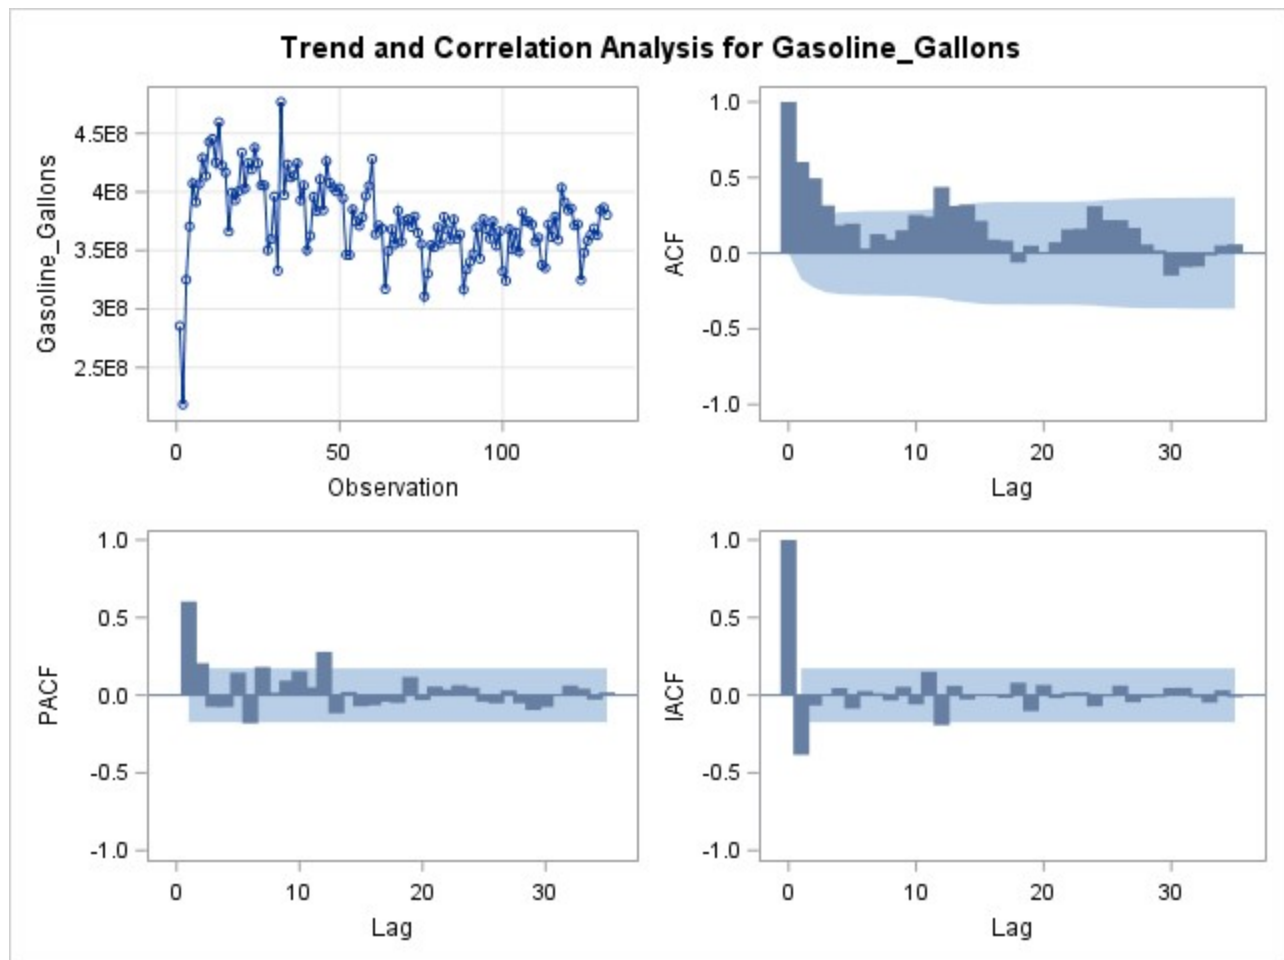 Trend and Correlation Analysis for Gasoline_Gallons
Gasoline_Gallons
4.5E8
4E8
3.5E8
3E8
2.5E8
0 50 100
Observation
ACF
1.0
0.5
0.0
-0.5
-1.0
0 10 20 30
Lag
PACF
1.0
0.5
0.0
-0.5
-1.0
0 10 20 30
Lag
IACF
1.0
0.5
0.0
-0.5
-1.0
0 10 20 30
Lag